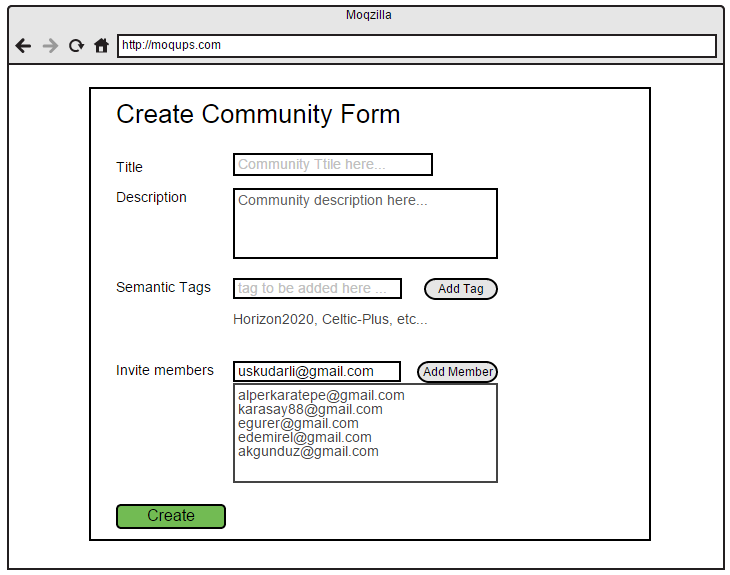 Moqzilla
http://moqups.com
Create Community Form
Title
Community Ttile here...
Description
Community description here...
Semantic Tags
tag to be added here ...
Add Tag
Horizon2020, Celtic-Plus, etc...
Invite members
uskudarli@gmail.com
Add Member
alperkaratepe@gmail.com
karasay88@gmail.com
egurer@gmail.com
edemirel@gmail.com
akgunduz@gmail.com
Create